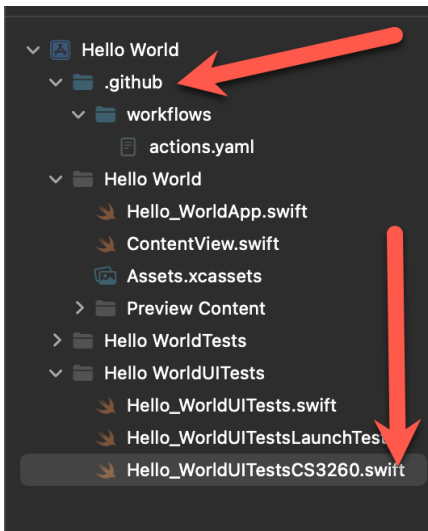 Hello World
.github
workflows
actions.yaml
Hello World
Hello_WorldApp.swift
ContentView.swift
Assets.xcassets
Preview Content
Hello WorldTests
Hello WorldUITests
Hello_WorldUITests.swift
Hello_WorldUITestsLaunchTest
Hello_WorldUITestsCS3260.swift